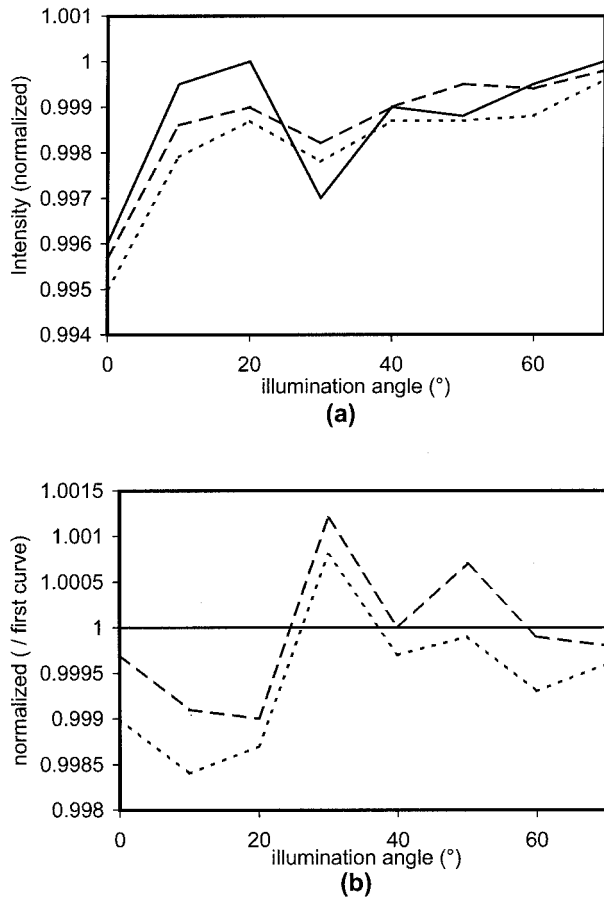 1.001
1
0.999
0.998
0.997
0.996
0.995
0.994
Intensity (normalized)
0 20 40 60
illumination angle (°)
(a)
1.0015
1.001
1.0005
1
0.9995
0.999
0.9985
0.998
normalized ( / first curve)
0 20 40 60
illumination angle (°)
(b)